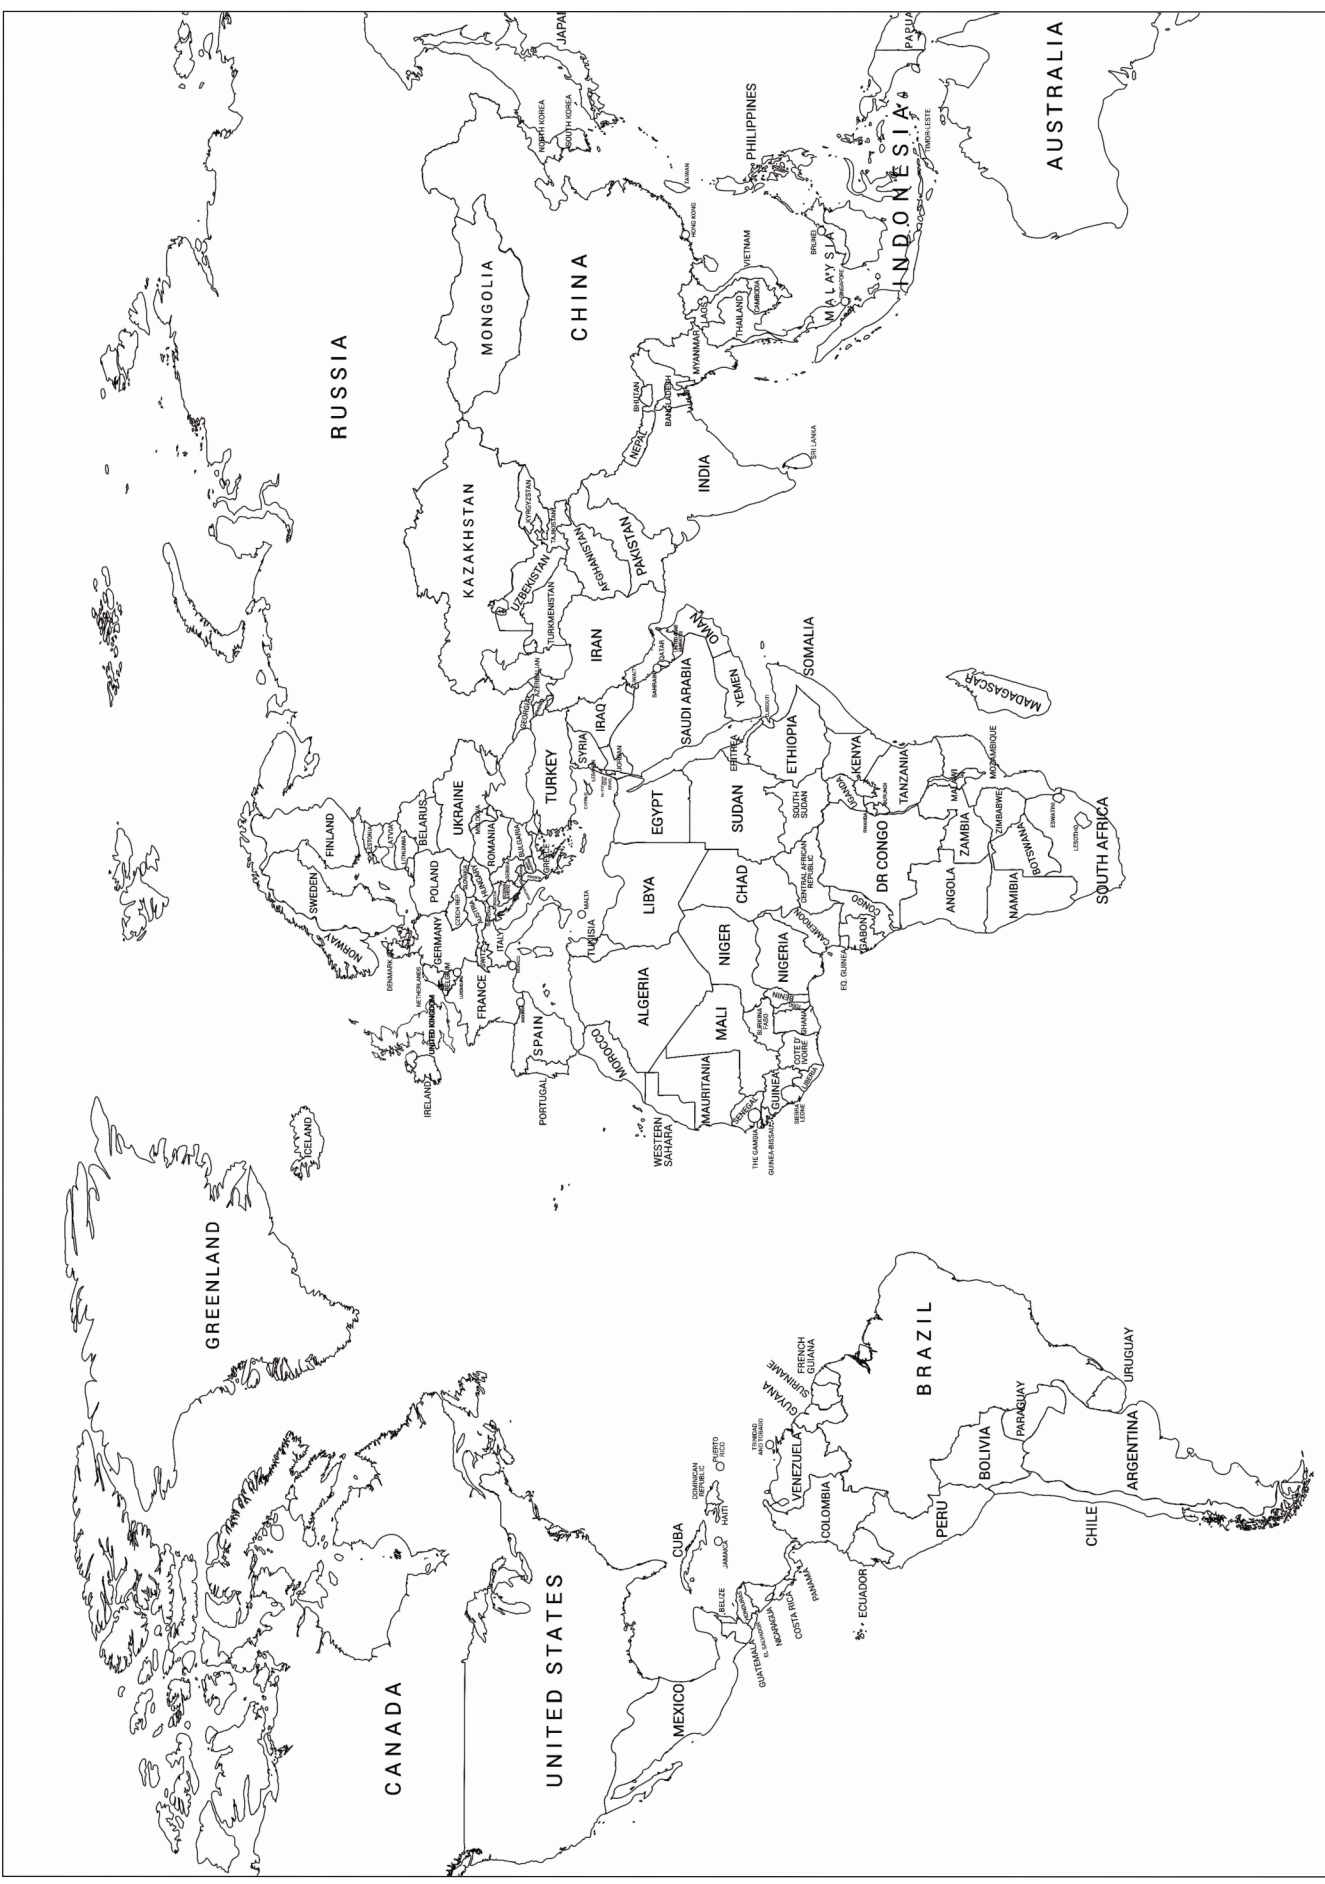 GREENLAND
ICELAND
CANADA
UNITED STATES
MEXICO
CUBA
BELIZE
GUATEMALA
EL SALVADOR
HONDURAS
NICARAGUA
COSTA RICA
PANAMA
JAMAICA
HAITI
DOMINICAN
REPUBLIC
PUERTO
RICO
TRINIDAD
AND TOBAGO
VENEZUELA
GUYANA
SURINAME
FRENCH
GUIANA
COLOMBIA
ECUADOR
PERU
BRAZIL
BOLIVIA
PARAGUAY
URUGUAY
ARGENTINA
CHILE
NORWAY
SWEDEN
FINLAND
ESTONIA
LATVIA
LITHUANIA
DENMARK
NETHERLANDS
UNITED KINGDOM
IRELAND
BELGIUM
GERMANY
POLAND
BELARUS
UKRAINE
CZECH REP.
SLOVAKIA
AUSTRIA
HUNGARY
MOLDOVA
ROMANIA
BULGARIA
SERBIA
GREECE
SWITZ.
FRANCE
MONACO
ANDORRA
ITALY
SPAIN
PORTUGAL
MALTA
RUSSIA
KAZAKHSTAN
MONGOLIA
CHINA
NORTH KOREA
SOUTH KOREA
JAPA
TAIWAN
HONG KONG
UZBEKISTAN
KYRGYZSTAN
TAJIKISTAN
TURKMENISTAN
AFGHANISTAN
PAKISTAN
INDIA
NEPAL
BHUTAN
BANGLADESH
SRI LANKA
MYANMAR
LAOS
THAILAND
VIETNAM
CAMBODIA
PHILIPPINES
MALAYSIA
BRUNEI
SINGAPORE
INDONESIA
TIMOR-LESTE
PAPUA
AUSTRALIA
GEORGIA
AZERBAIJAN
TURKEY
CYPRUS
SYRIA
LEBANON
JORDAN
IRAQ
IRAN
KUWAIT
BAHRAIN
QATAR
SAUDI ARABIA
OMAN
YEMEN
MOROCCO
WESTERN
SAHARA
ALGERIA
TUNISIA
LIBYA
EGYPT
MAURITANIA
MALI
NIGER
CHAD
SUDAN
ERITREA
DJIBOUTI
ETHIOPIA
SOMALIA
SENEGAL
THE GAMBIA
GUINEA-BISSAU
GUINEA
SIERRA
LEONE
LIBERIA
COTE D'
IVOIRE
BURKINA
FASO
GHANA
TOGO
BENIN
NIGERIA
CAMEROON
CENTRAL AFRICAN
REPUBLIC
SOUTH
SUDAN
EQ. GUINEA
GABON
CONGO
DR CONGO
UGANDA
KENYA
RWANDA
BURUNDI
TANZANIA
ANGOLA
ZAMBIA
MALAWI
MOZAMBIQUE
ZIMBABWE
NAMIBIA
BOTSWANA
ESWATINI
LESOTHO
SOUTH AFRICA
MADAGASCAR